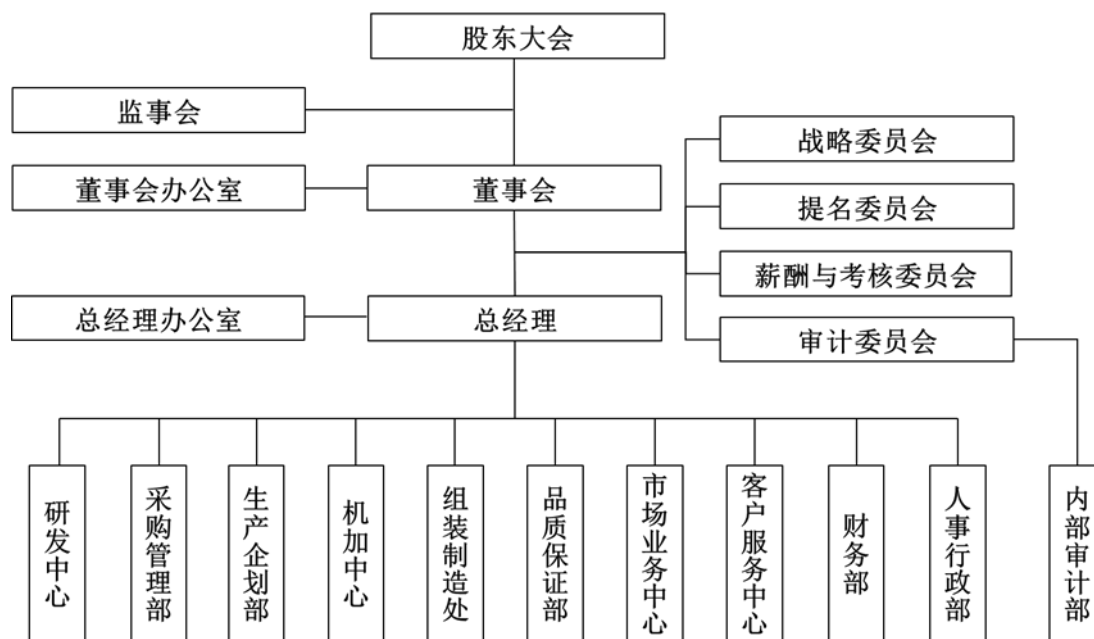 股东大会
监事会
战略委员会
董事会办公室
董事会
提名委员会
薪酬与考核委员会
总经理办公室
总经理
审计委员会
研发中心
采购管理部
生产企划部
机加中心
组装制造处
品质保证部
市场业务中心
客户服务中心
财务部
人事行政部
内部审计部